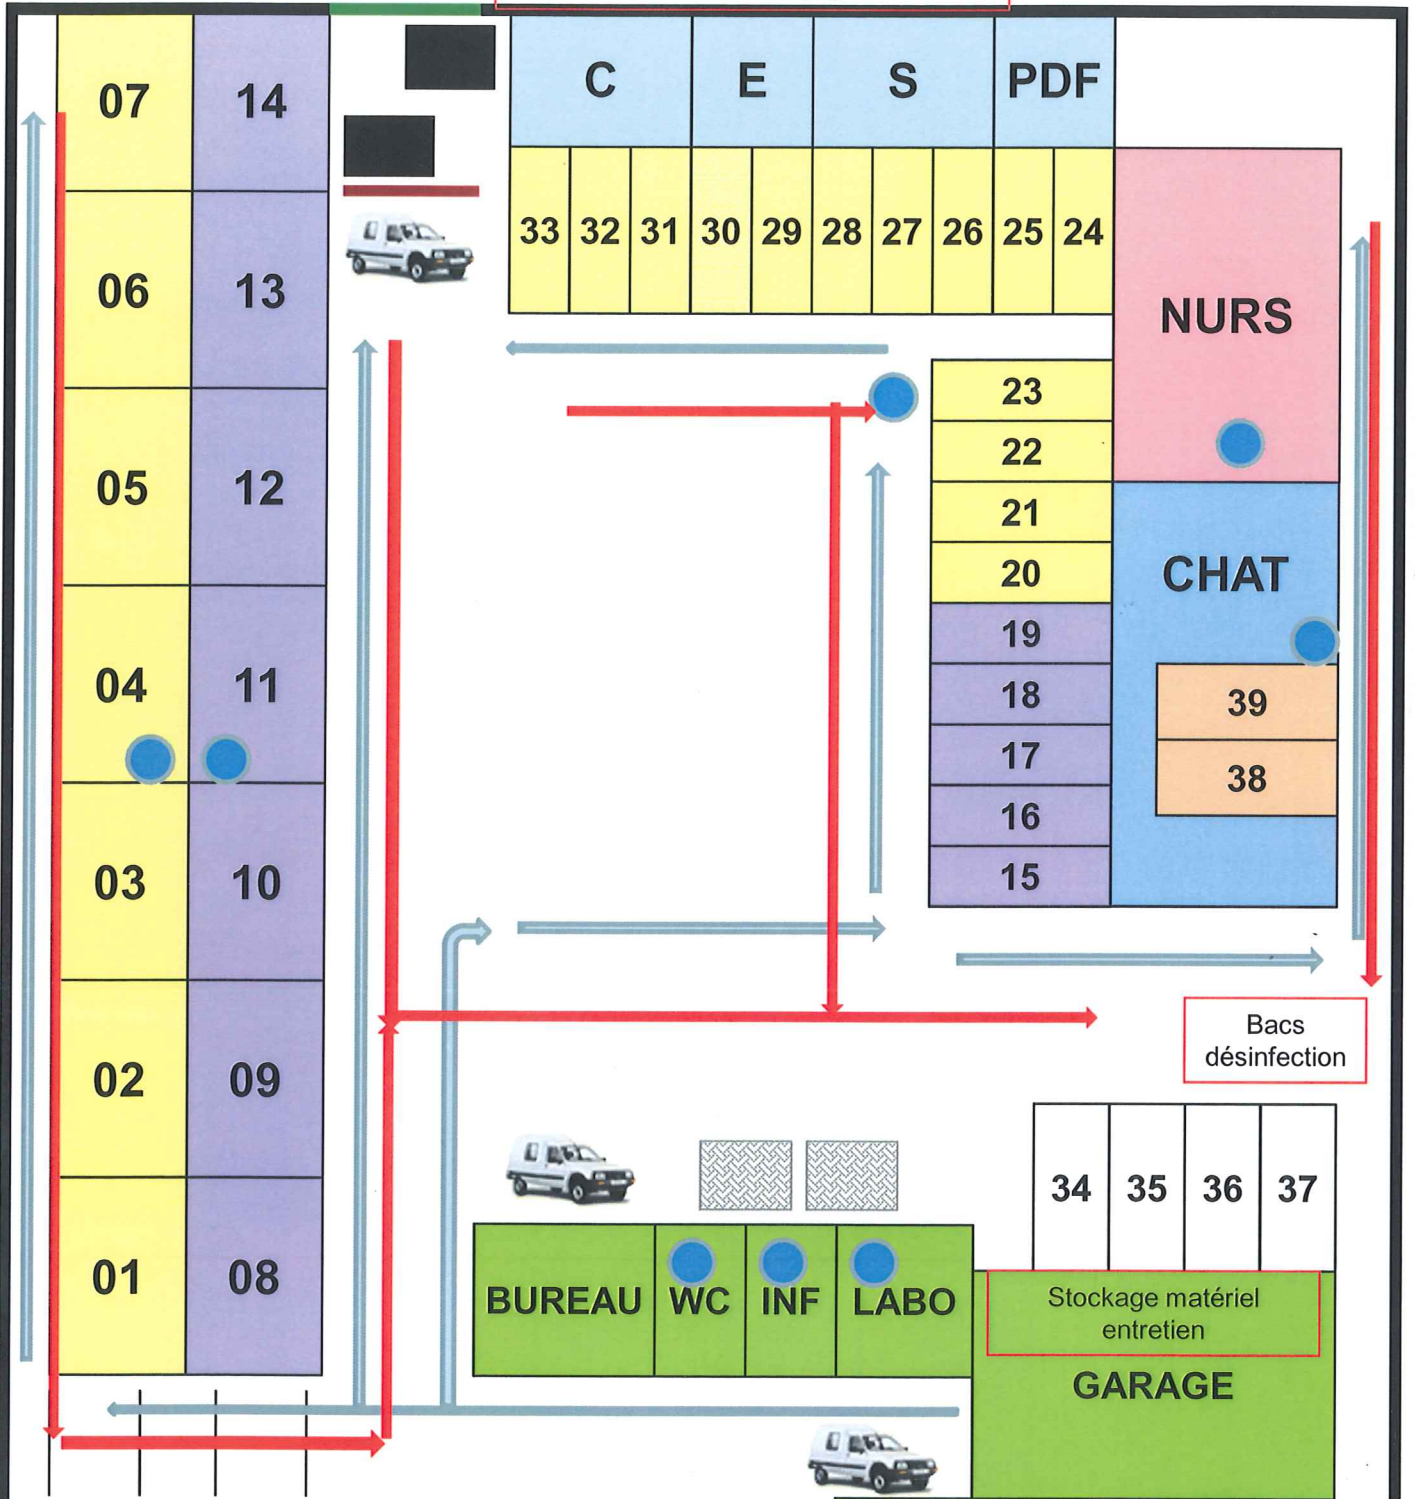 07 14
C E S PDF
33 32 31 30 29 28 27 26 25 24
06 13
NURS
23
22
05 12
21
20
CHAT
19
04 11
18
39
17
38
16
03 10
15
Bacs
désinfection
02 09
34 35 36 37
01 08
BUREAU WC INF LABO
Stockage matériel
entretien
GARAGE